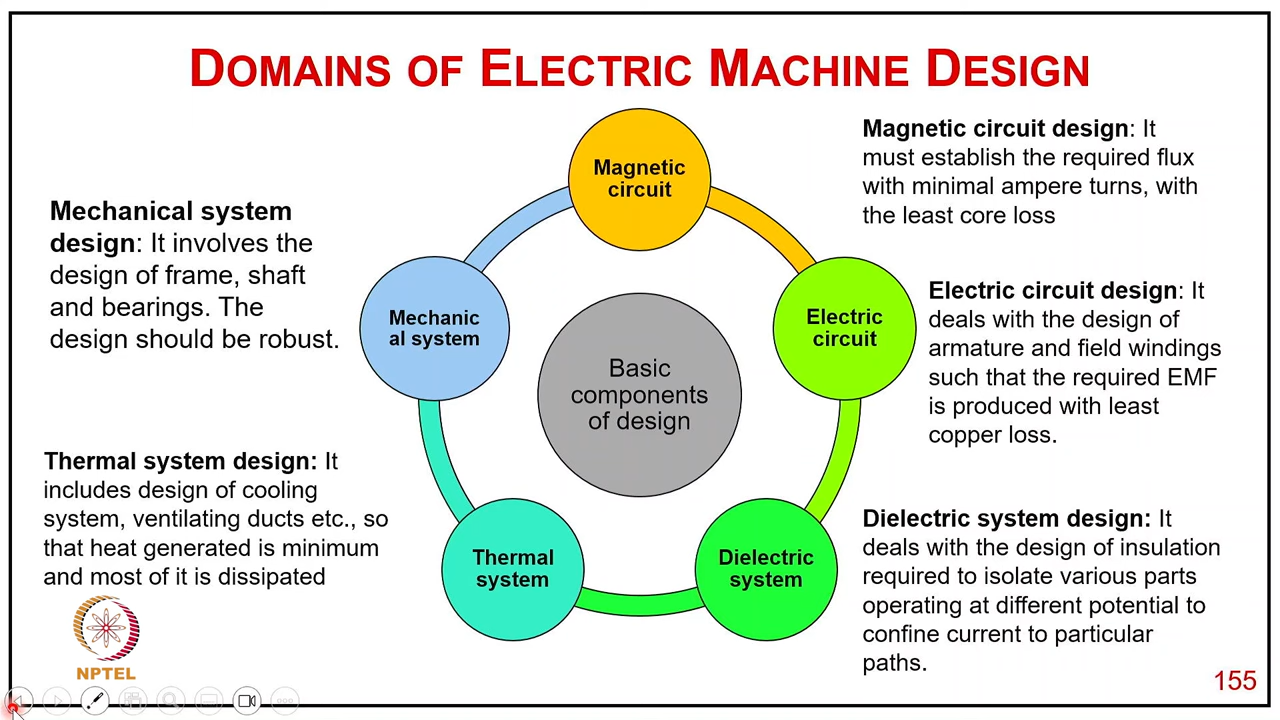 DOMAINS OF ELECTRIC MACHINE DESIGN
Magnetic
circuit
Magnetic circuit design: It
must establish the required flux
with minimal ampere turns, with
the least core loss
Mechanical system
design: It involves the
design of frame, shaft
and bearings. The
design should be robust.
Mechanic
al system
Electric
circuit
Electric circuit design: It
deals with the design of
armature and field windings
such that the required EMF
is produced with least
copper loss.
Basic
components
of design
Thermal system design: It
includes design of cooling
system, ventilating ducts etc., so
that heat generated is minimum
and most of it is dissipated
Thermal
system
Dielectric
system
Dielectric system design: It
deals with the design of insulation
required to isolate various parts
operating at different potential to
confine current to particular
paths.
NPTEL
155